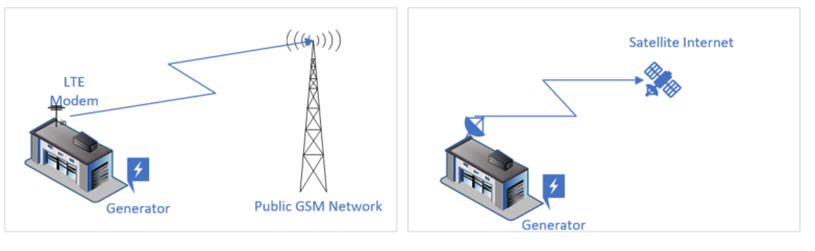 LTE
Modem
Generator
Public GSM Network
Satellite Internet
Generator